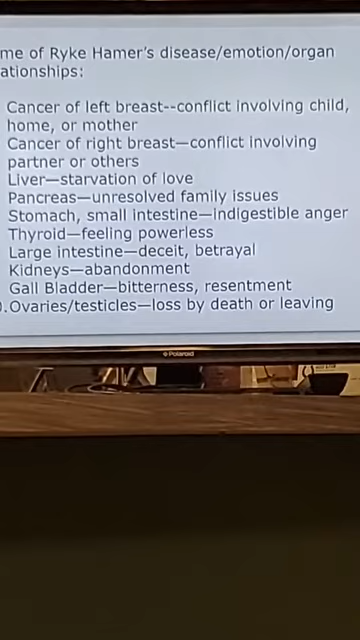 me of Ryke Hamer's disease/emotion/organ
ationships:
Cancer of left breast--conflict involving child,
home, or mother
Cancer of right breast—conflict involving
partner or others
Liver—starvation of love
Pancreas—unresolved family issues
Stomach, small intestine—indigestible anger
Thyroid—feeling powerless
Large intestine—deceit, betrayal
Kidneys—abandonment
Gall Bladder—bitterness, resentment
).Ovaries/testicles—loss by death or leaving
Polaroid